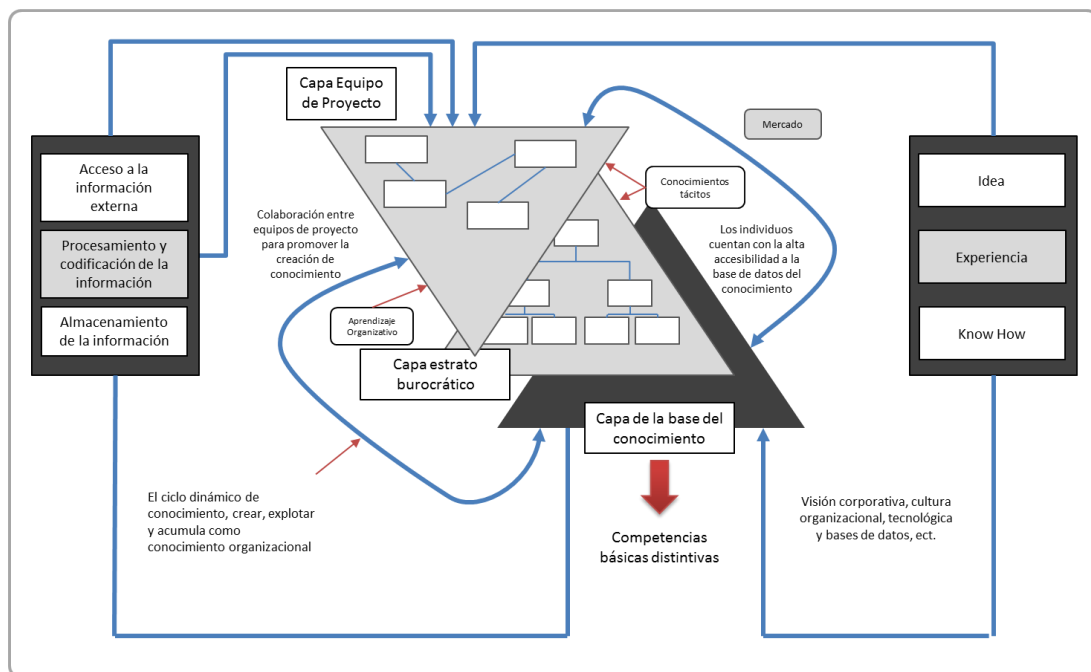 Capa Equipo
de Proyecto
Mercado
Acceso a la
información
externa
Procesamiento y
codificación de la
información
Almacenamiento
de la información
Colaboración entre
equipos de proyecto
para promover la
creación de
conocimiento
Conocimientos
tácitos
Los individuos
cuentan con la alta
accesibilidad a la
base de datos del
conocimiento
Idea
Experiencia
Know How
Aprendizaje
Organizativo
Capa estrato
burocrático
Capa de la base del
conocimiento
El ciclo dinámico de
conocimiento, crear, explotar
y acumula como
conocimiento organizacional
Competencias
básicas distintivas
Visión corporativa, cultura
organizacional, tecnológica
y bases de datos, ect.